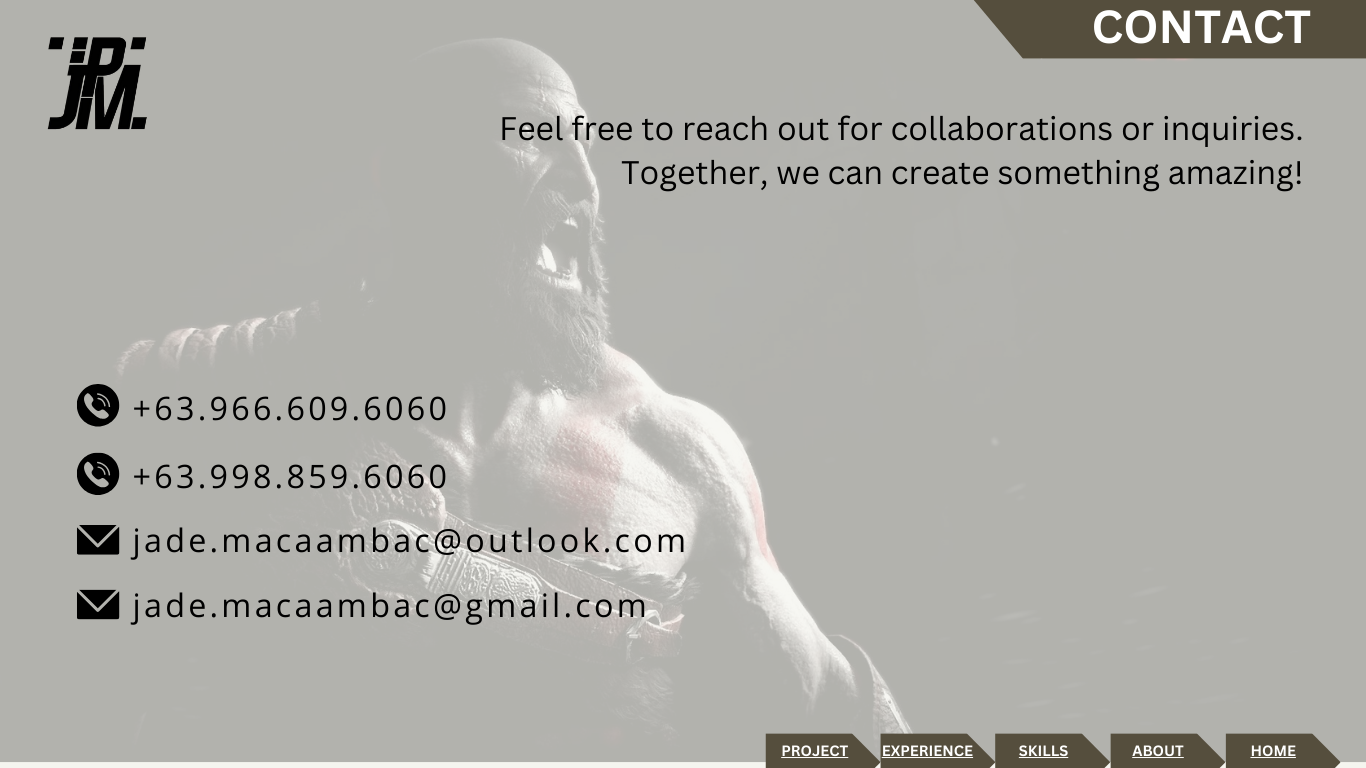 JPM.
CONTACT
Feel free to reach out for collaborations or inquiries.
Together, we can create something amazing!
+63.966.609.6060
+63.998.859.6060
jade.macaambac@outlook.com
jade.macaambac@gmail.com
PROJECT EXPERIENCE SKILLS ABOUT HOME